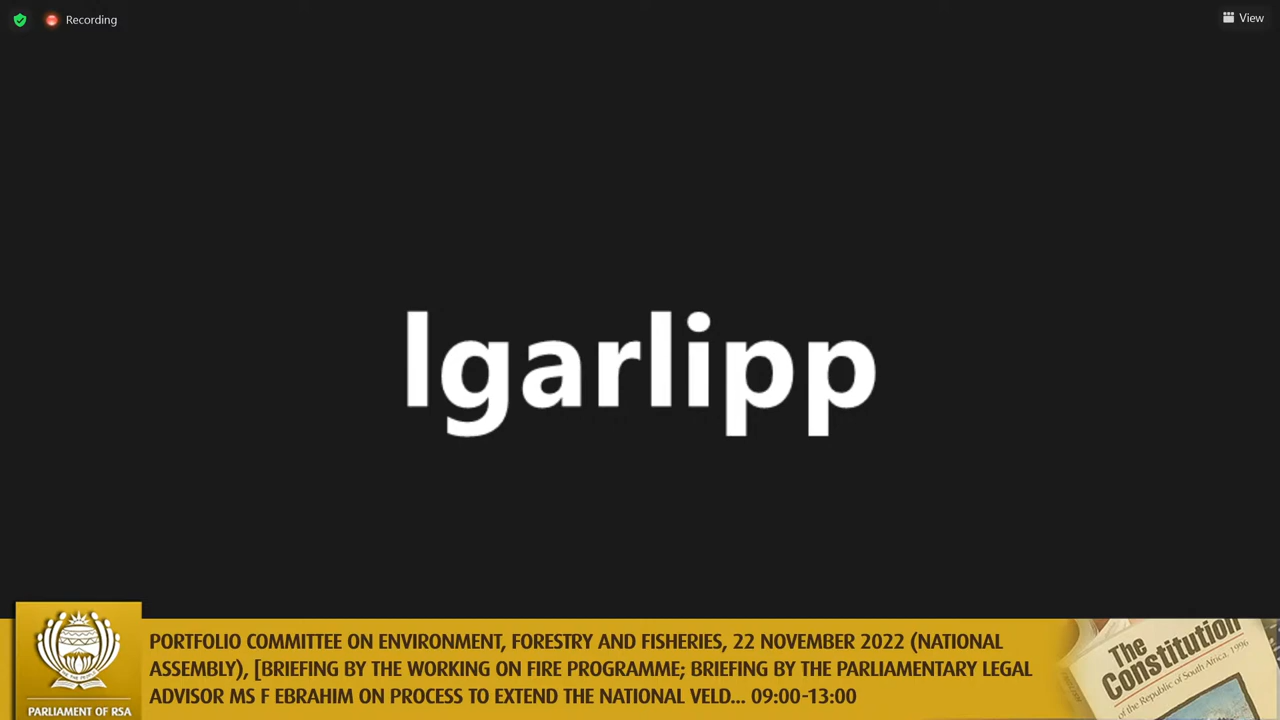 Recording
View
lgarlipp
PORTFOLIO COMMITTEE ON ENVIRONMENT, FORESTRY AND FISHERIES, 22 NOVEMBER 2022 (NATIONAL
ASSEMBLY), [BRIEFING BY THE WORKING ON FIRE PROGRAMME; BRIEFING BY THE PARLIAMENTARY LEGAL
ADVISOR MS F EBRAHIM ON PROCESS TO EXTEND THE NATIONAL VELD... 09:00-13:00
PARLIAMENT OF RSA
The
Constitution
of the Republic of South Africa, 1996